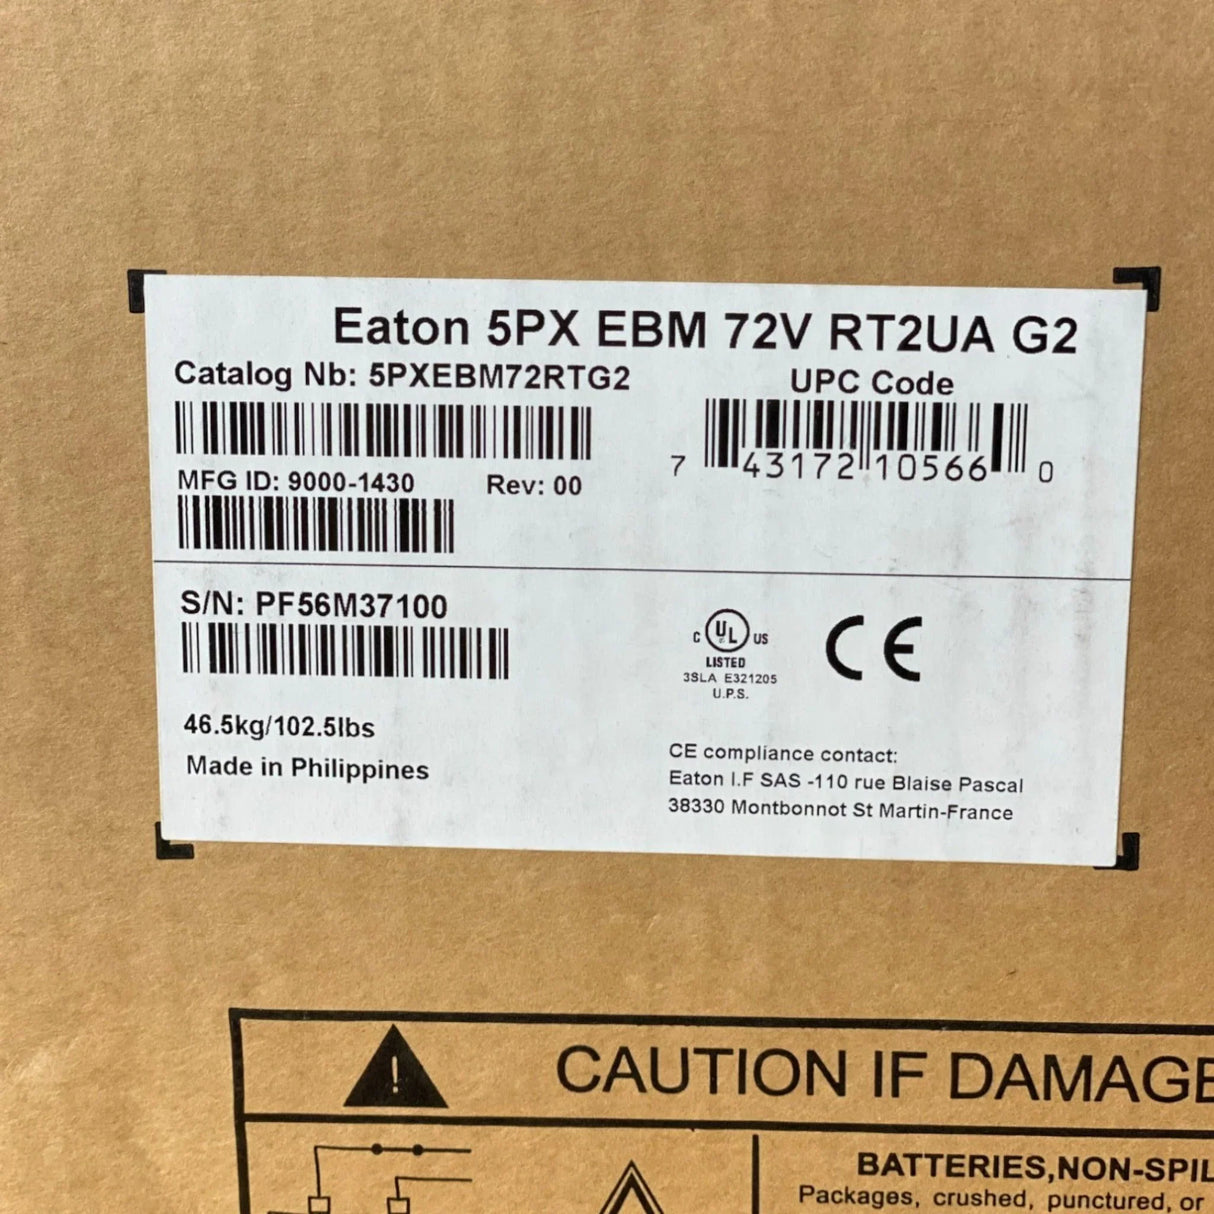 Eaton 5PX EBM 72V RT2UA G2
Catalog Nb: 5PXEBM72RTG2
UPC Code
7 43172 10566 0
MFG ID: 9000-1430 Rev: 00
S/N: PF56M37100
C UL US
LISTED
3SLA E321205
U.P.S.
CE
46.5kg/102.5lbs
Made in Philippines
CE compliance contact:
Eaton I.F SAS -110 rue Blaise Pascal
38330 Montbonnot St Martin-France
!
CAUTION IF DAMAGE
BATTERIES,NON-SPIL
Packages, crushed, punctured, or